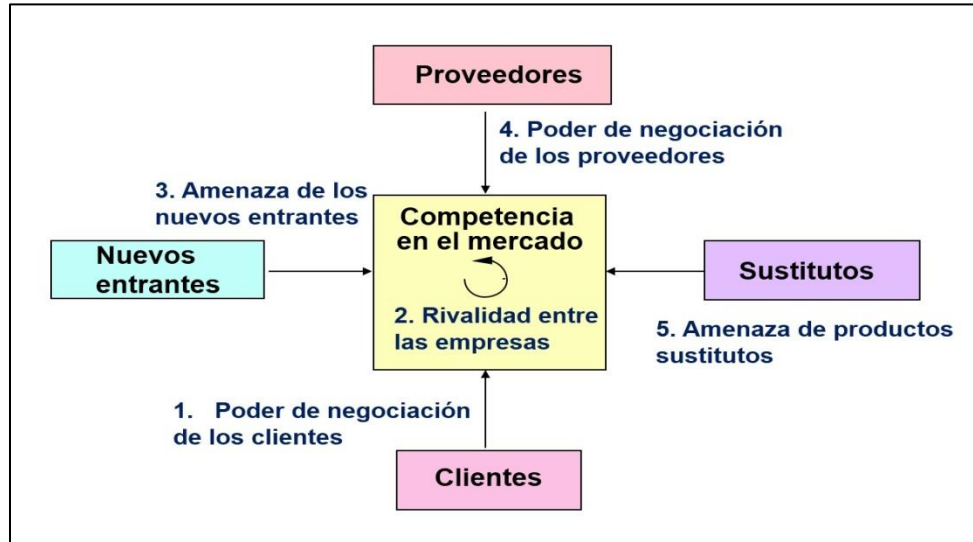 Proveedores
4. Poder de negociación
de los proveedores
3. Amenaza de los
nuevos entrantes
Competencia
en el mercado
Nuevos
entrantes
Sustitutos
2. Rivalidad entre
las empresas
5. Amenaza de productos
sustitutos
1. Poder de negociación
de los clientes
Clientes